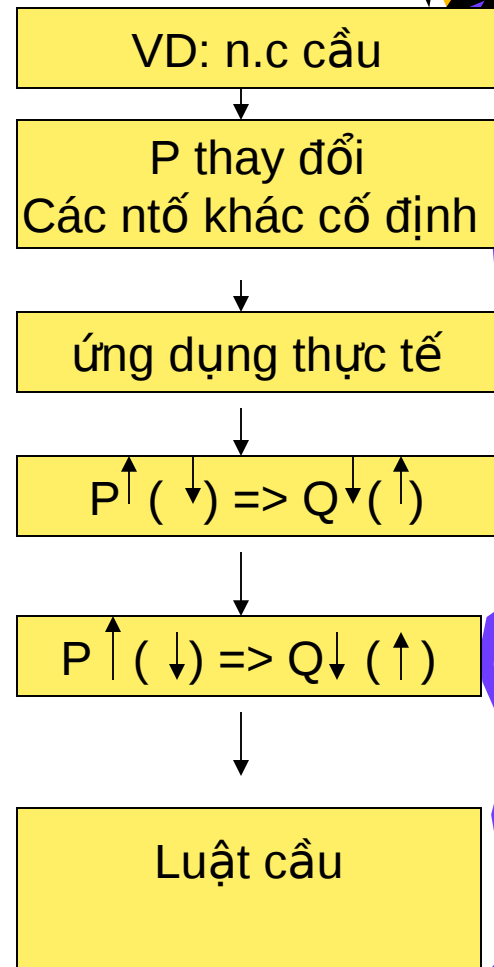 VD: n.c cầu
P thay đổi
Các ntố khác cố định
ứng dụng thực tế
P↑ ( ↓) => Q↓( ↑)
P ↑ ( ↓) => Q↓ ( ↑ )
Luật cầu